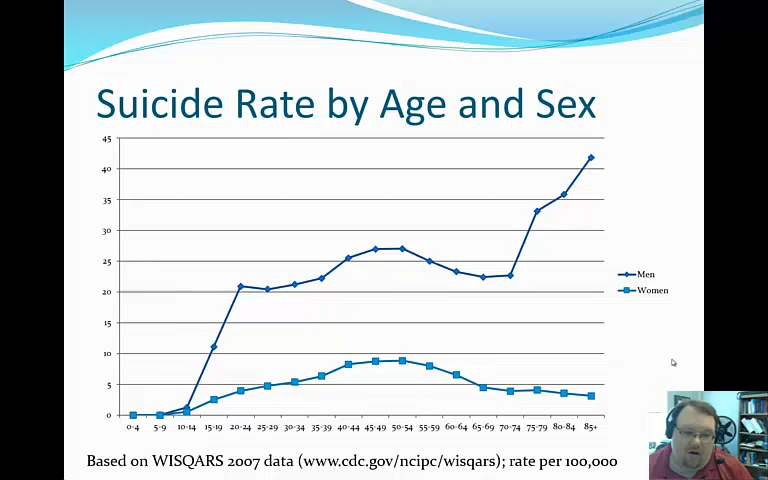 Suicide Rate by Age and Sex
45
40
35
30
25
20
15
10
5
0
0-4 5-9 10-14 15-19 20-24 25-29 30-34 35-39 40-44 45-49 50-54 55-59 60-64 65-69 70-74 75-79 80-84 85+
Men
Women
Based on WISQARS 2007 data (www.cdc.gov/ncipc/wisqars); rate per 100,000